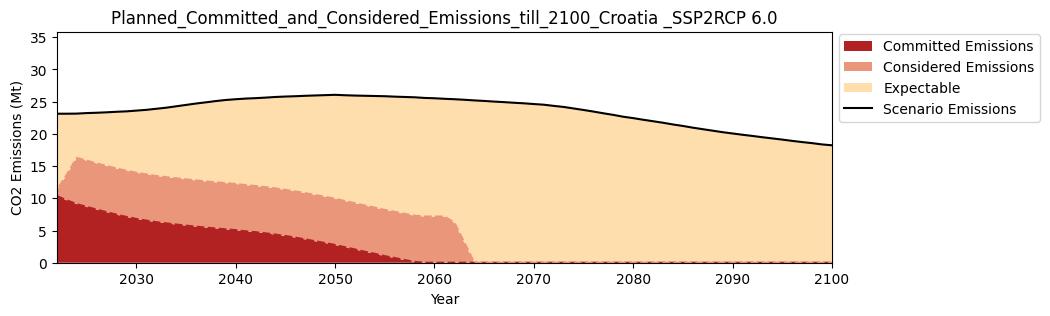 Planned_Committed_and_Considered_Emissions_till_2100_Croatia _SSP2RCP 6.0
CO2 Emissions (Mt)
35
30
25
20
15
10
5
0
2030 2040 2050 2060 2070 2080 2090 2100
Year
Committed Emissions
Considered Emissions
Expectable
Scenario Emissions